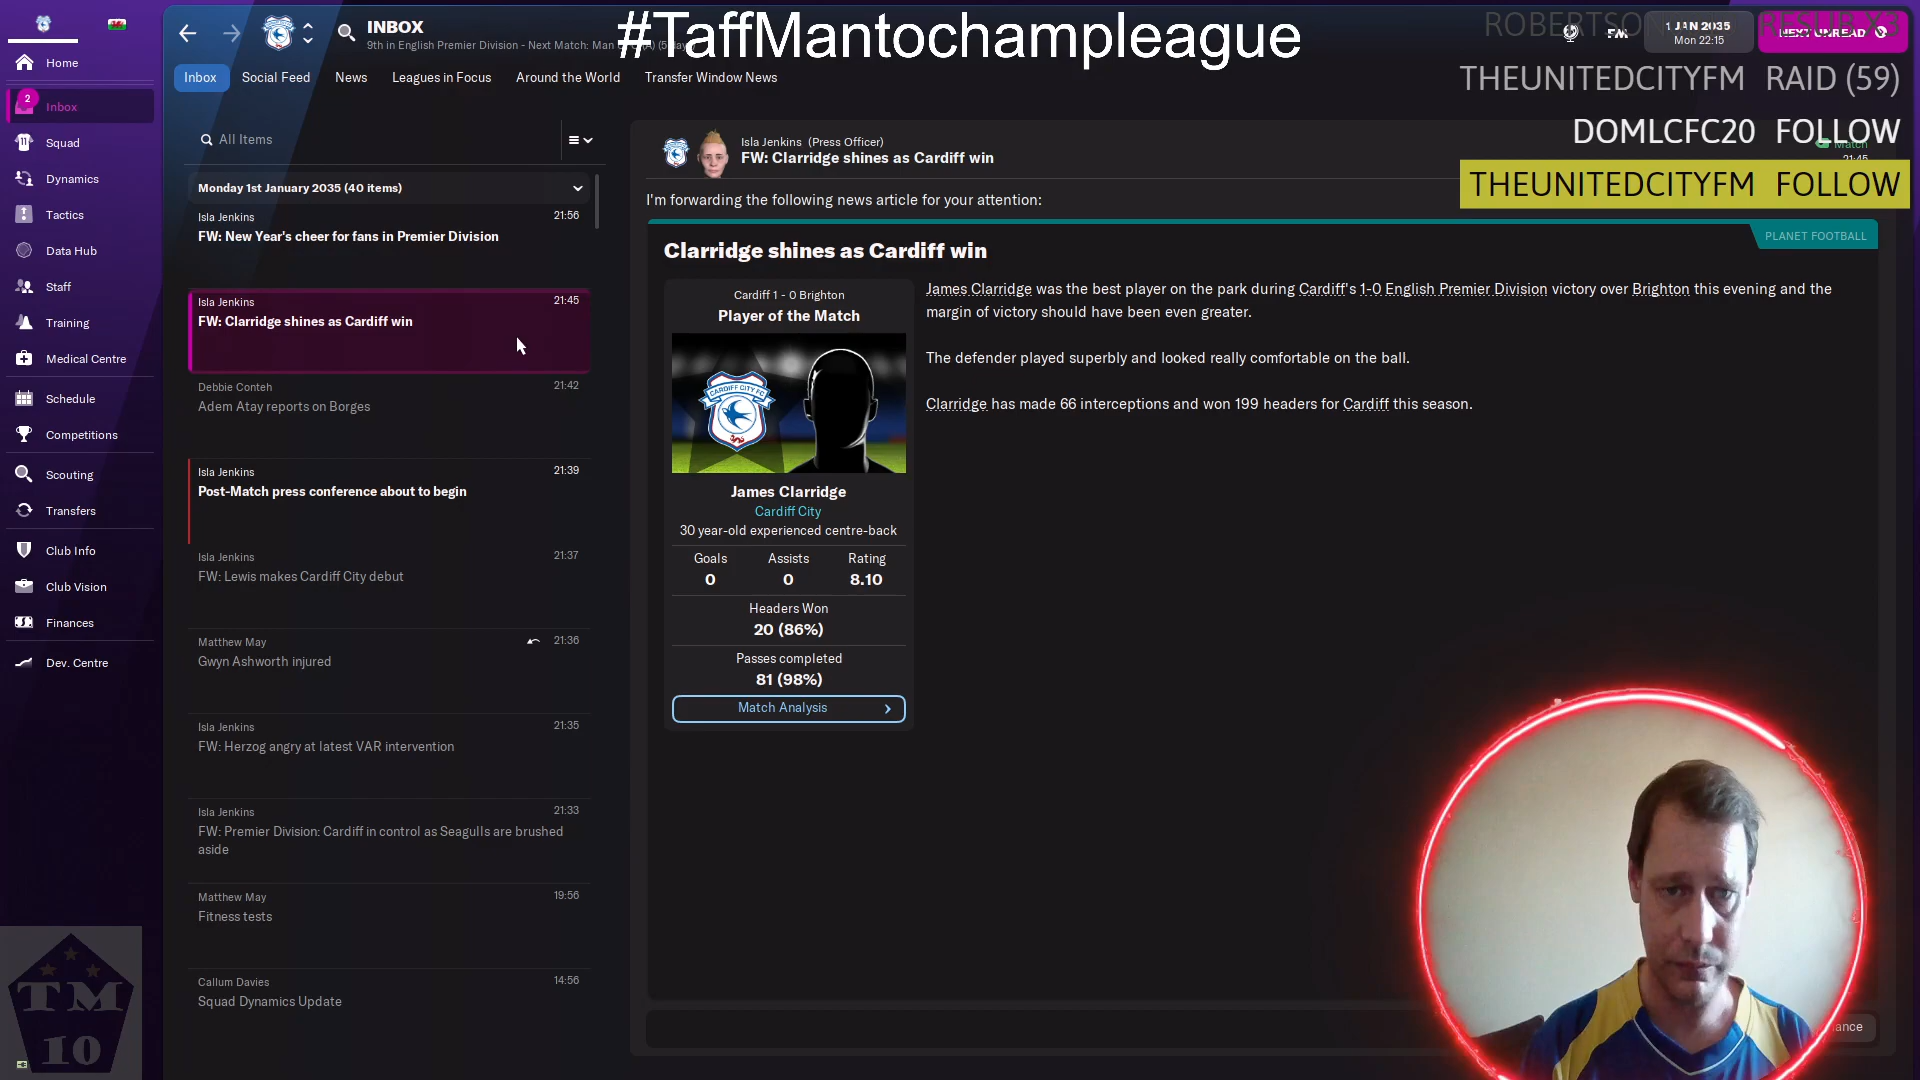 #TaffMantochampleague
INBOX
9th in English Premier Division - Next Match: Man
1 JAN 2035
Mon 22:15
NEXT UNREAD
RESUB X3
THEUNITEDCITYFM RAID (59)
DOMLCFC20 FOLLOW
THEUNITEDCITYFM FOLLOW
Inbox
Social Feed
News
Leagues in Focus
Around the World
Transfer Window News
Home
2
Inbox
Squad
Dynamics
Tactics
Data Hub
Staff
Training
Medical Centre
Schedule
Competitions
Scouting
Transfers
Club Info
Club Vision
Finances
Dev. Centre
TM
10
All Items
Monday 1st January 2035 (40 items)
Isla Jenkins 21:56
FW: New Year's cheer for fans in Premier Division
Isla Jenkins 21:45
FW: Clarridge shines as Cardiff win
Debbie Conteh 21:42
Adem Atay reports on Borges
Isla Jenkins 21:39
Post-Match press conference about to begin
Isla Jenkins 21:37
FW: Lewis makes Cardiff City debut
Matthew May 21:36
Gwyn Ashworth injured
Isla Jenkins 21:35
FW: Herzog angry at latest VAR intervention
Isla Jenkins 21:33
FW: Premier Division: Cardiff in control as Seagulls are brushed
aside
Matthew May 19:56
Fitness tests
Callum Davies 14:56
Squad Dynamics Update
Isla Jenkins (Press Officer)
FW: Clarridge shines as Cardiff win
Match
21:45
I'm forwarding the following news article for your attention:
PLANET FOOTBALL
Clarridge shines as Cardiff win
Cardiff 1 - 0 Brighton
Player of the Match
CARDIFF CITY FC
James Clarridge
Cardiff City
30 year-old experienced centre-back
Goals Assists Rating
0 0 8.10
Headers Won
20 (86%)
Passes completed
81 (98%)
Match Analysis
James Clarridge was the best player on the park during Cardiff's 1-0 English Premier Division victory over Brighton this evening and the
margin of victory should have been even greater.
The defender played superbly and looked really comfortable on the ball.
Clarridge has made 66 interceptions and won 199 headers for Cardiff this season.